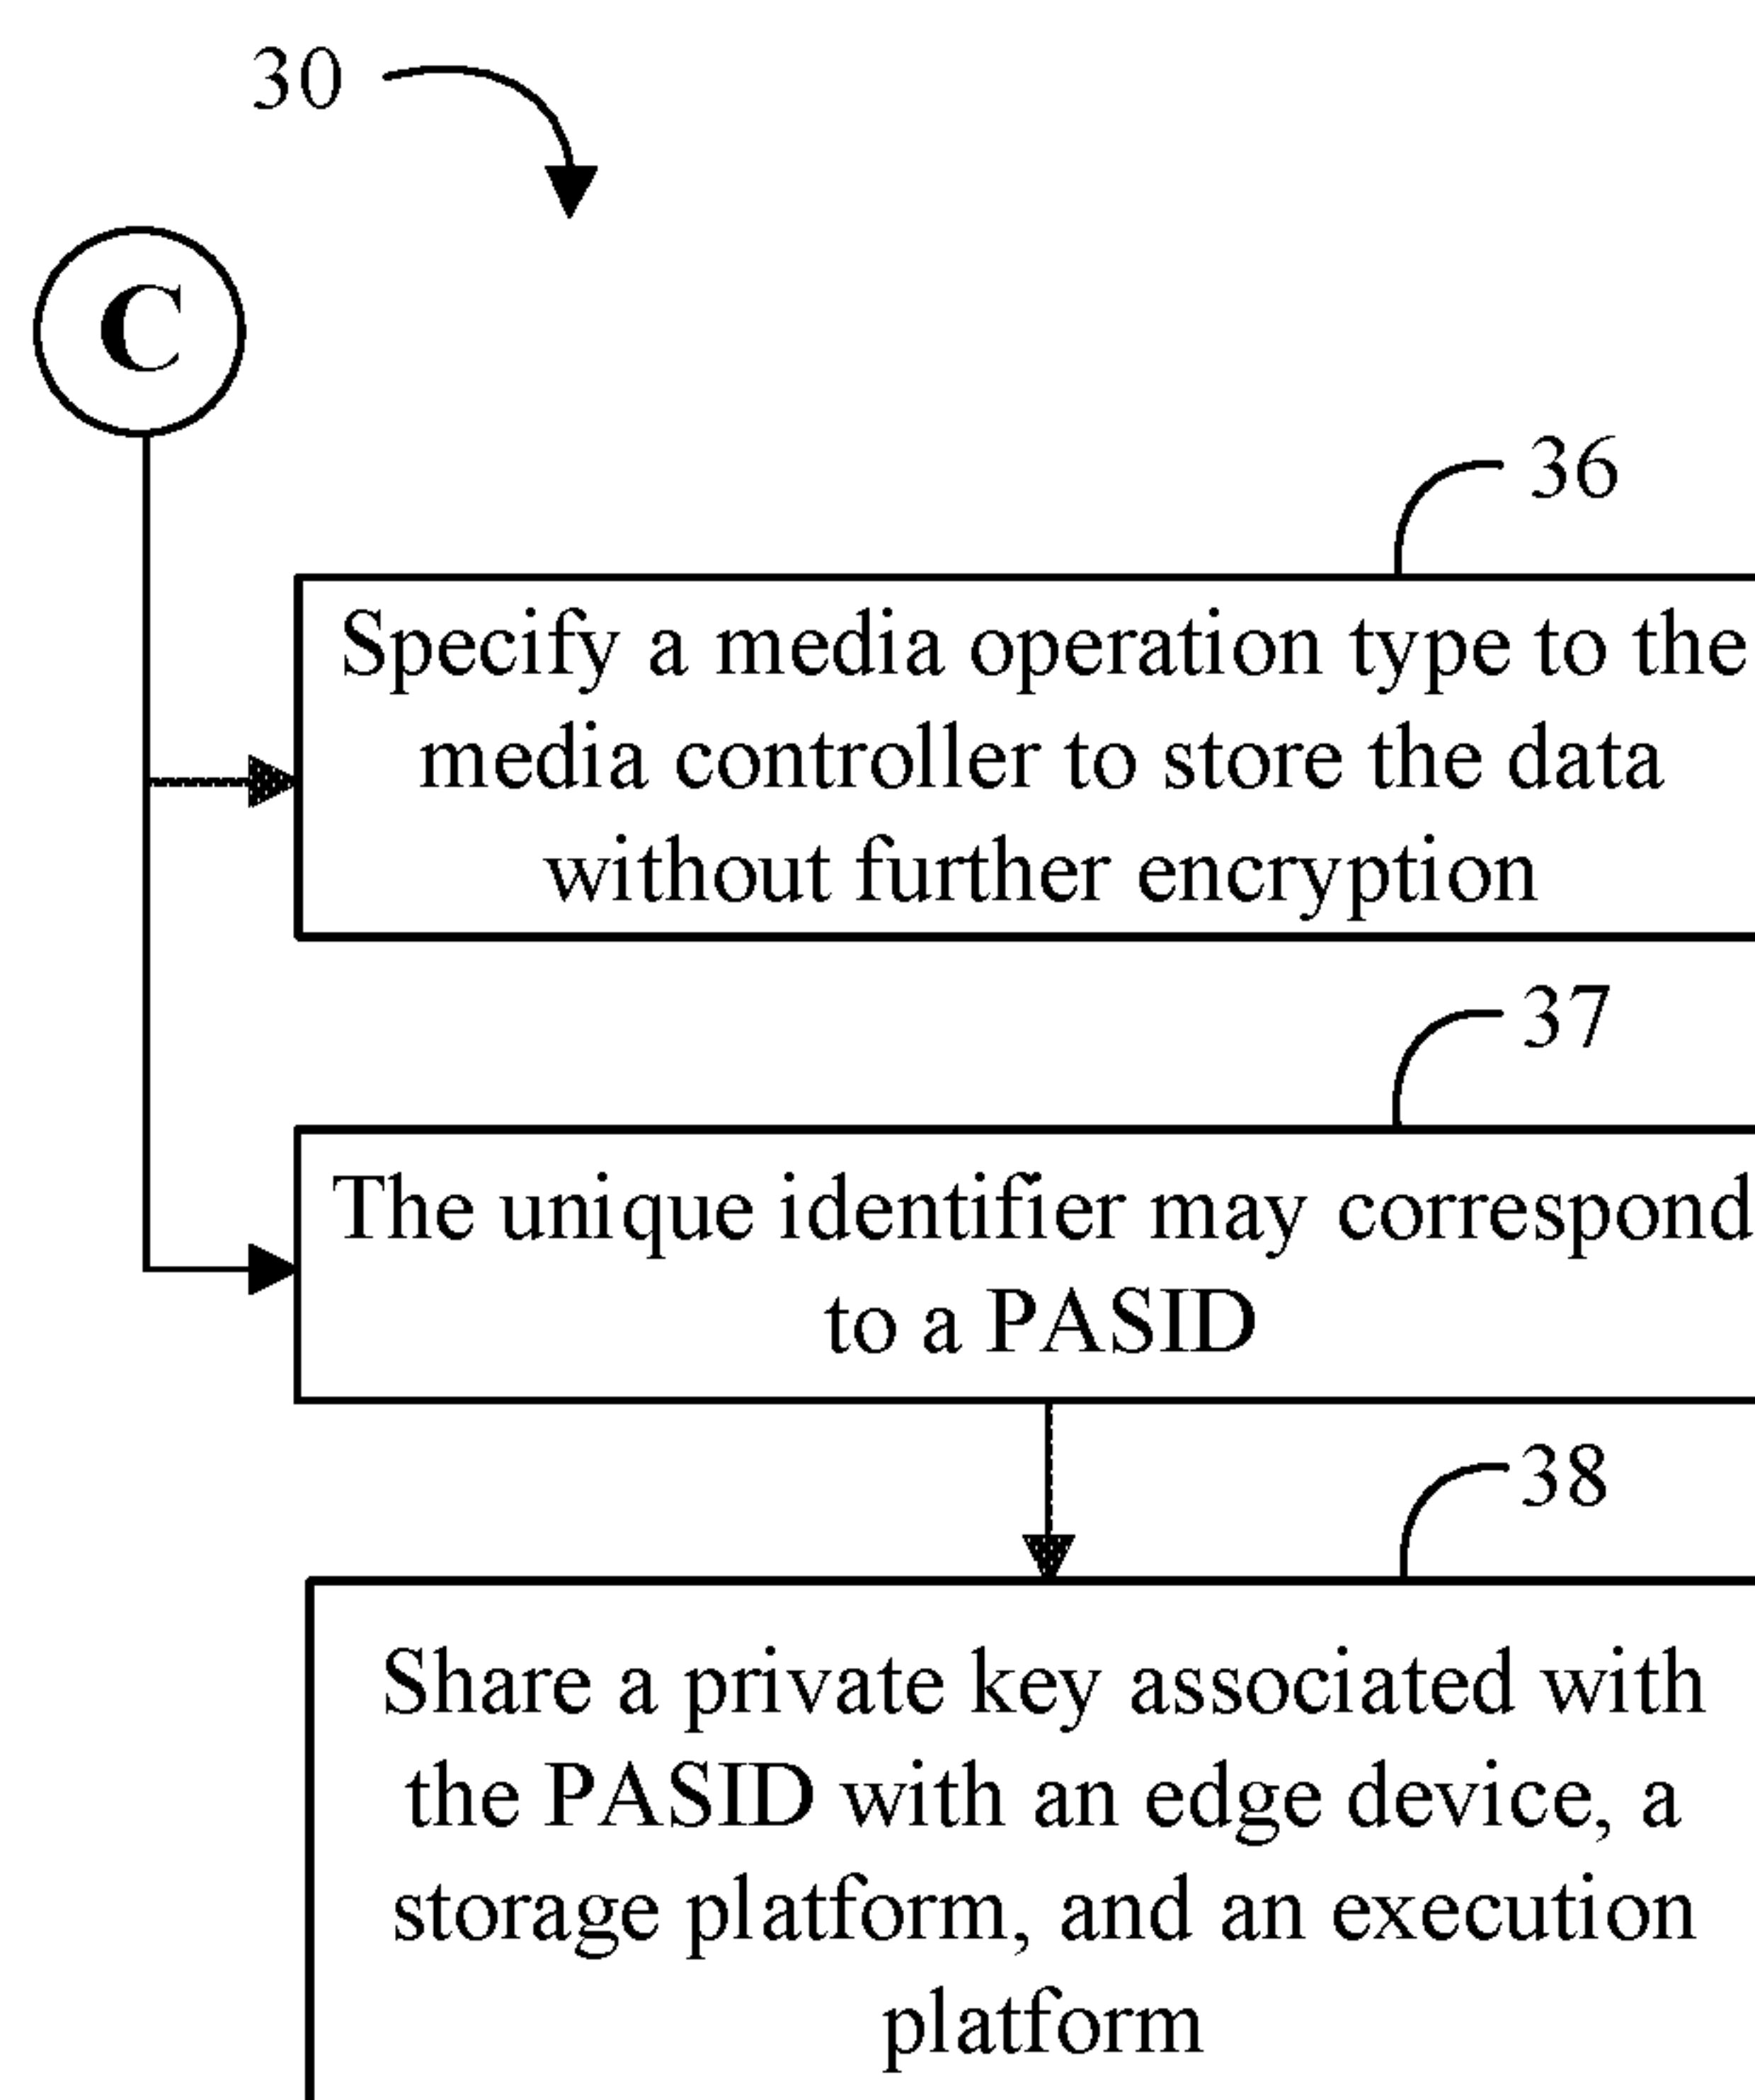 30
C
36
Specify a media operation type to the
media controller to store the data
without further encryption
37
The unique identifier may correspond
to a PASID
38
Share a private key associated with
the PASID with an edge device, a
storage platform, and an execution
platform